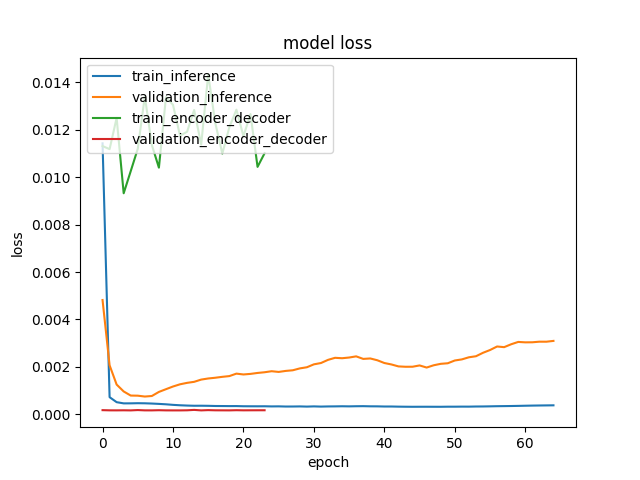 model loss
train_inference
validation_inference
train_encoder_decoder
validation_encoder_decoder
0.014
0.012
0.010
0.008
0.006
0.004
0.002
0.000
loss
0 10 20 30 40 50 60
epoch